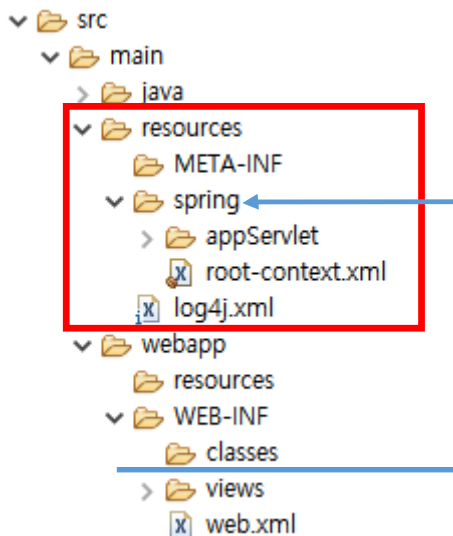 src
main
java
resources
META-INF
spring
appServlet
root-context.xml
log4j.xml
webapp
resources
WEB-INF
classes
views
web.xml